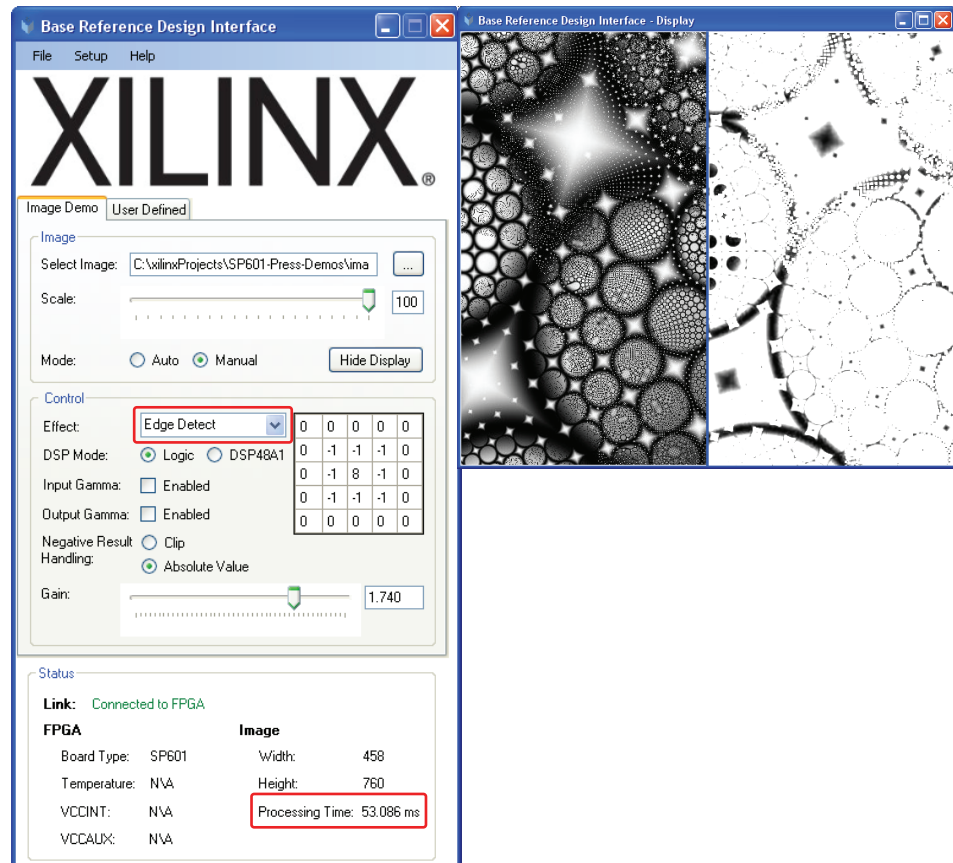 Base Reference Design Interface
File Setup Help
XILINX®
Image Demo User Defined
Image
Select Image: C:\xilinxProjects\SP601-Press-Demos\ima ...
Scale: 100
Mode: Auto Manual Hide Display
Control
Effect: Edge Detect
DSP Mode: Logic DSP48A1
Input Gamma: Enabled
Output Gamma: Enabled
Negative Result Handling: Clip
Absolute Value
0 0 0 0 0
0 -1 -1 -1 0
0 -1 8 -1 0
0 -1 -1 -1 0
0 0 0 0 0
Gain: 1.740
Status
Link: Connected to FPGA
FPGA Image
Board Type: SP601 Width: 458
Temperature: N\A Height: 760
VCCINT: N\A Processing Time: 53.086 ms
VCCAUX: N\A
Base Reference Design Interface - Display